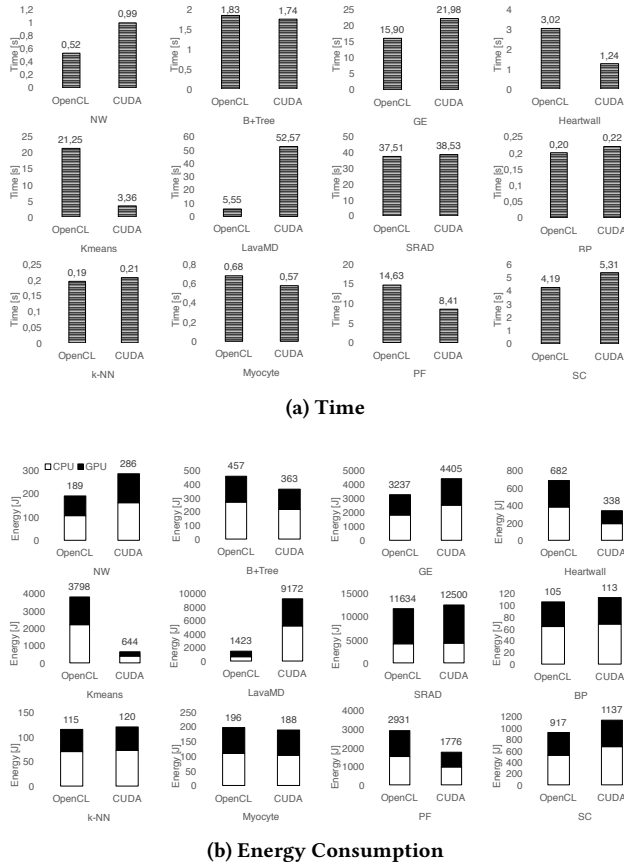 1,2
1
0,8
0,6
0,4
0,2
0
Time [s]
0,52
0,99
OpenCL CUDA
NW
2
1,5
1
0,5
0
Time [s]
1,83
1,74
OpenCL CUDA
B+Tree
25
20
15
10
5
0
Time [s]
15,90
21,98
OpenCL CUDA
GE
4
3
2
1
0
Time [s]
3,02
1,24
OpenCL CUDA
Heartwall
25
20
15
10
5
0
Time [s]
21,25
3,36
OpenCL CUDA
Kmeans
60
50
40
30
20
10
0
Time [s]
5,55
52,57
OpenCL CUDA
LavaMD
50
40
30
20
10
0
Time [s]
37,51
38,53
OpenCL CUDA
SRAD
0,25
0,2
0,15
0,1
0,05
0
Time [s]
0,20
0,22
OpenCL CUDA
RP
0,25
0,2
0,15
0,1
0,05
0
Time [s]
0,19
0,21
OpenCL CUDA
k-NN
0,8
0,6
0,4
0,2
0
Time [s]
0,68
0,57
OpenCL CUDA
Myocyte
20
15
10
5
0
Time [s]
14,63
8,41
OpenCL CUDA
PF
6
5
4
3
2
1
0
Time [s]
4,19
5,31
OpenCL CUDA
SC
(a) Time
CPU GPU
300
200
100
0
Energy [J]
189
286
OpenCL CUDA
NW
500
400
300
200
100
0
Energy [J]
457
363
OpenCL CUDA
B+Tree
5000
4000
3000
2000
1000
0
Energy [J]
3237
4405
OpenCL CUDA
GE
800
600
400
200
0
Energy [J]
682
338
OpenCL CUDA
Heartwall
4000
3000
2000
1000
0
Energy [J]
3798
644
OpenCL CUDA
Kmeans
10000
8000
6000
4000
2000
0
Energy [J]
1423
9172
OpenCL CUDA
LavaMD
15000
10000
5000
0
Energy [J]
11634
12500
OpenCL CUDA
SRAD
120
100
80
60
40
20
0
Energy [J]
105
113
OpenCL CUDA
BP
150
100
50
0
Energy [J]
115
120
OpenCL CUDA
k-NN
200
150
100
50
0
Energy [J]
196
188
OpenCL CUDA
Myocyte
4000
3000
2000
1000
0
Energy [J]
2931
1776
OpenCL CUDA
PF
1200
1000
800
600
400
200
0
Energy [J]
917
1137
OpenCL CUDA
SC
(b) Energy Consumption